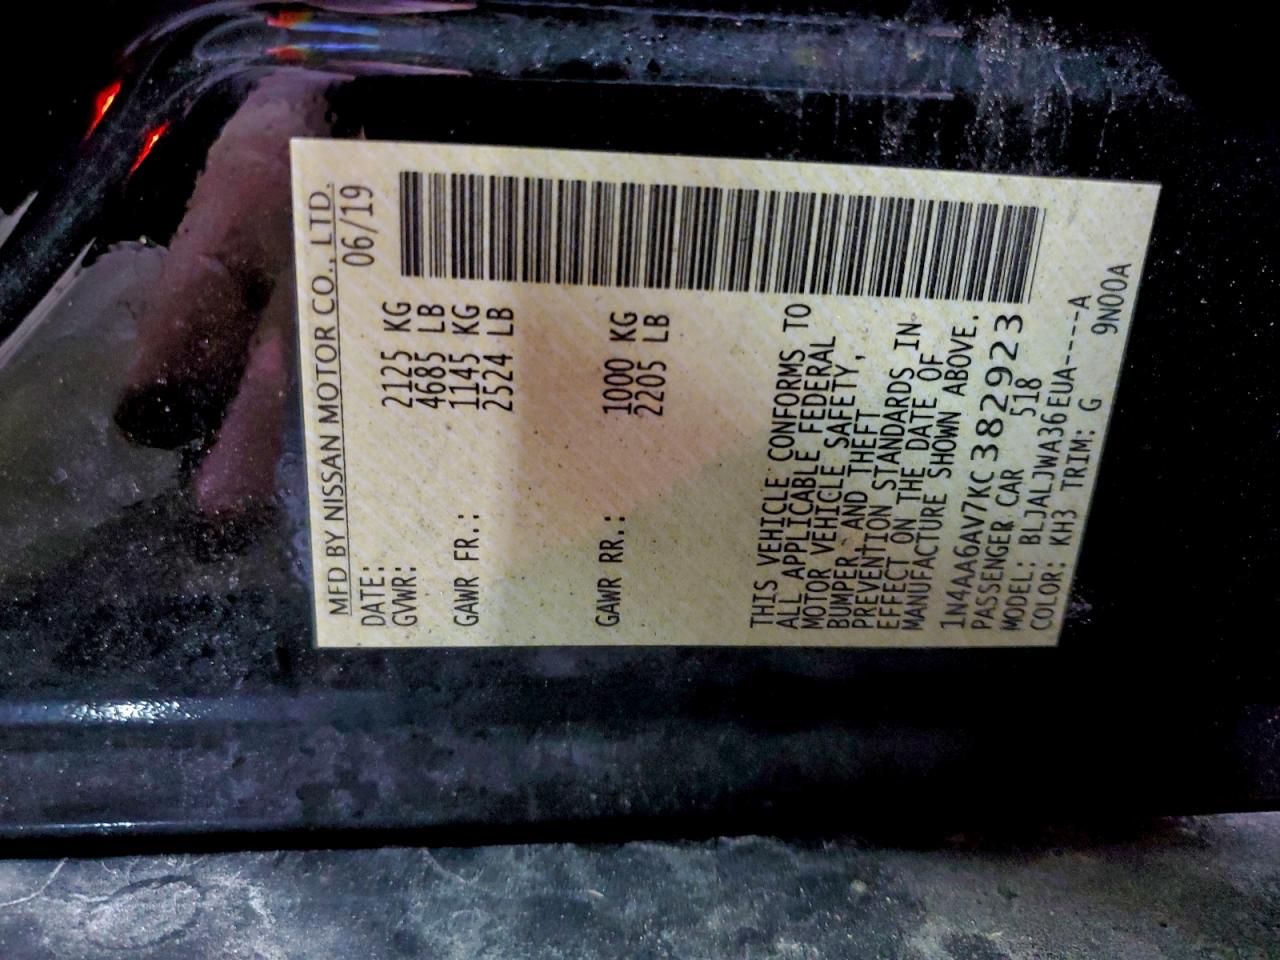 MFD BY NISSAN MOTOR CO., LTD.
DATE: 06/19
GVWR: 2125 KG
4685 LB
GAWR FR.: 1145 KG
2524 LB
GAWR RR.: 1000 KG
2205 LB
THIS VEHICLE CONFORMS TO
ALL APPLICABLE FEDERAL
MOTOR VEHICLE SAFETY,
BUMPER, AND THEFT
PREVENTION STANDARDS IN
EFFECT ON THE DATE OF
MANUFACTURE SHOWN ABOVE.
1N4AA6AV7KC382923
PASSENGER CAR 518
MODEL: BLJALJWA36EUA----A
COLOR: KH3 TRIM: G 9N00A